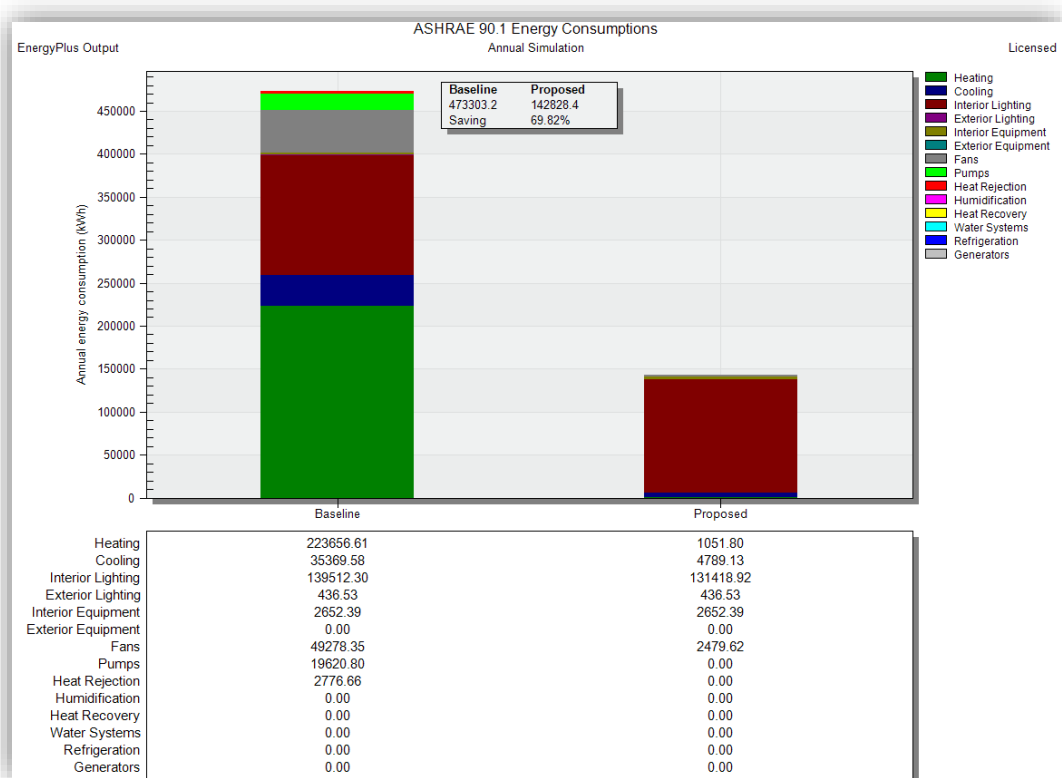 ASHRAE 90.1 Energy Consumptions
EnergyPlus Output Annual Simulation Licensed
Baseline Proposed
473303.2 142828.4
Saving 69.82%
Heating
Cooling
Interior Lighting
Exterior Lighting
Interior Equipment
Exterior Equipment
Fans
Pumps
Heat Rejection
Humidification
Heat Recovery
Water Systems
Refrigeration
Generators
Annual energy consumption (kWh)
450000
400000
350000
300000
250000
200000
150000
100000
50000
0
Baseline Proposed
Heating 223656.61 1051.80
Cooling 35369.58 4789.13
Interior Lighting 139512.30 131418.92
Exterior Lighting 436.53 436.53
Interior Equipment 2652.39 2652.39
Exterior Equipment 0.00 0.00
Fans 49278.35 2479.62
Pumps 19620.80 0.00
Heat Rejection 2776.66 0.00
Humidification 0.00 0.00
Heat Recovery 0.00 0.00
Water Systems 0.00 0.00
Refrigeration 0.00 0.00
Generators 0.00 0.00